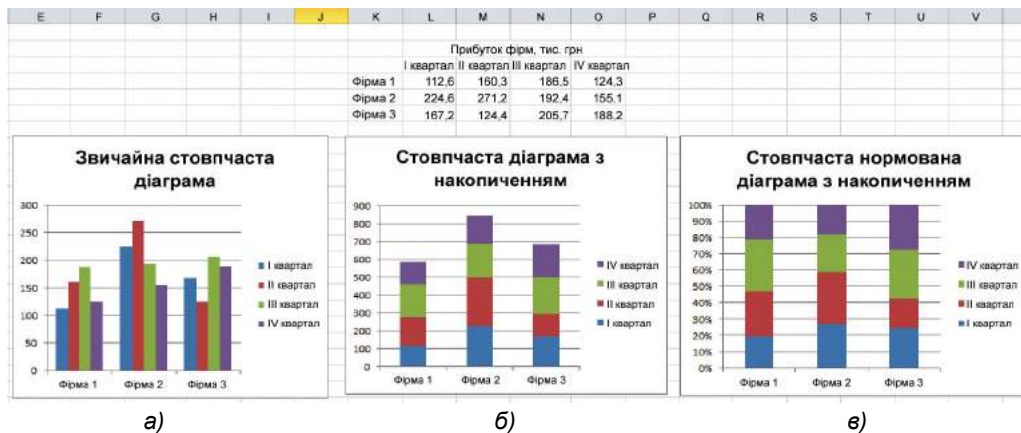 E F G H I J K L M N O P Q R S T U V
Прибуток фірм, тис. грн
I квартал II квартал III квартал IV квартал
Фірма 1 112,6 160,3 186,5 124,3
Фірма 2 224,6 271,2 192,4 155,1
Фірма 3 167,2 124,4 205,7 188,2
Звичайна стовпчаста
діаграма
300
250
200
150
100
50
0
Фірма 1 Фірма 2 Фірма 3
I квартал
II квартал
III квартал
IV квартал
Стовпчаста діаграма з
накопиченням
900
800
700
600
500
400
300
200
100
0
Фірма 1 Фірма 2 Фірма 3
IV квартал
III квартал
II квартал
I квартал
Стовпчаста нормована
діаграма з накопиченням
100%
90%
80%
70%
60%
50%
40%
30%
20%
10%
0%
Фірма 1 Фірма 2 Фірма 3
IV квартал
III квартал
II квартал
I квартал
а) б) в)